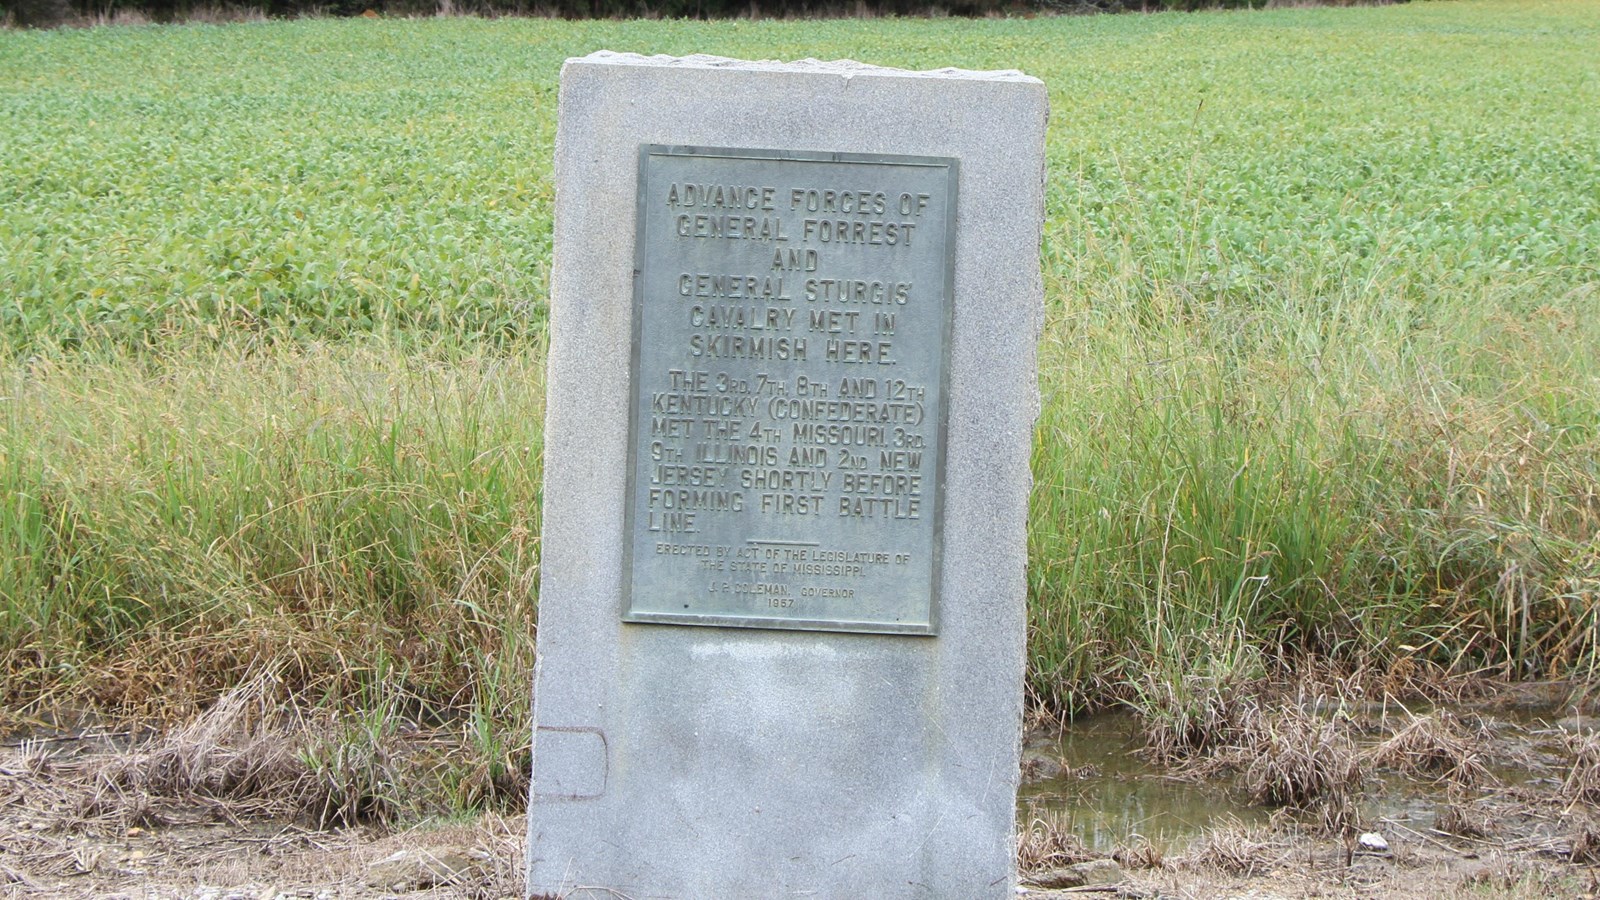 ADVANCE FORCES OF
GENERAL FORREST
AND
GENERAL STURGIS'
CAVALRY MET IN
SKIRMISH HERE.
THE 3RD, 7TH, 8TH AND 12TH
KENTUCKY (CONFEDERATE)
MET THE 4TH MISSOURI, 3RD,
9TH ILLINOIS AND 2ND NEW
JERSEY SHORTLY BEFORE
FORMING FIRST BATTLE
LINE.
ERECTED BY ACT OF THE LEGISLATURE OF
THE STATE OF MISSISSIPPI,
J. P. COLEMAN, GOVERNOR
1957